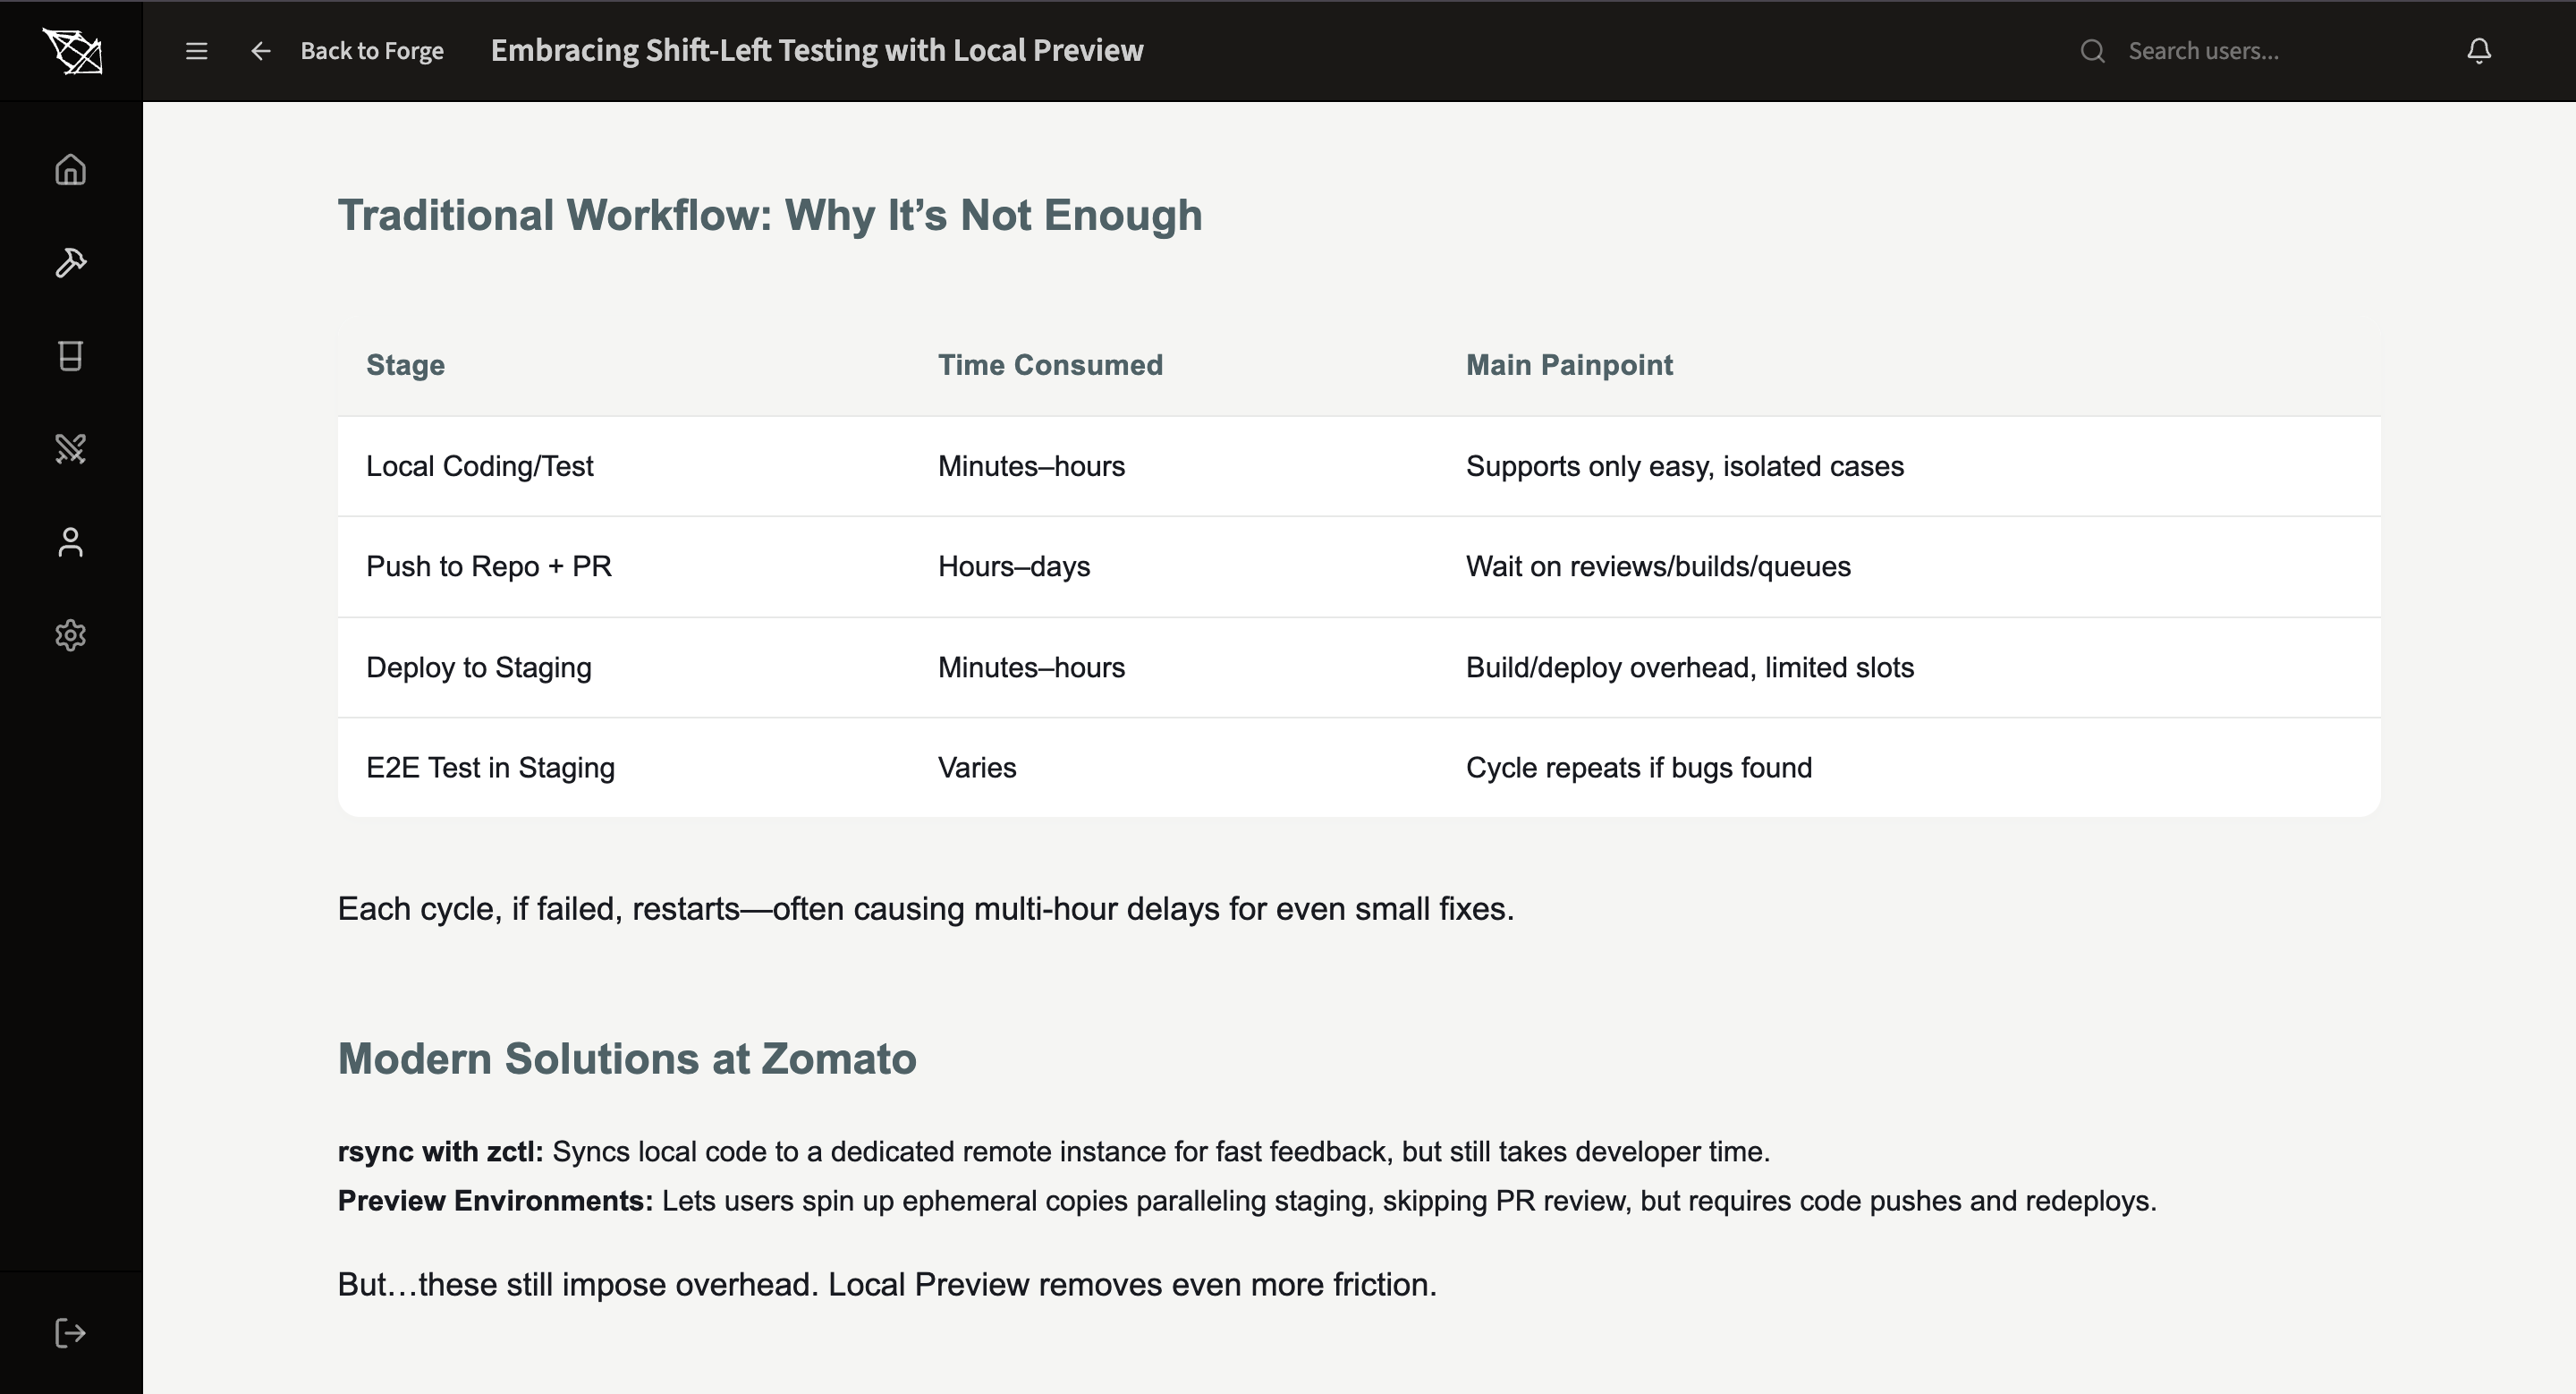 Back to Forge
Embracing Shift-Left Testing with Local Preview
Search users...
Traditional Workflow: Why It’s Not Enough
Stage Time Consumed Main Painpoint
Local Coding/Test Minutes–hours Supports only easy, isolated cases
Push to Repo + PR Hours–days Wait on reviews/builds/queues
Deploy to Staging Minutes–hours Build/deploy overhead, limited slots
E2E Test in Staging Varies Cycle repeats if bugs found
Each cycle, if failed, restarts—often causing multi-hour delays for even small fixes.
Modern Solutions at Zomato
rsync with zctl: Syncs local code to a dedicated remote instance for fast feedback, but still takes developer time.
Preview Environments: Lets users spin up ephemeral copies paralleling staging, skipping PR review, but requires code pushes and redeploys.
But…these still impose overhead. Local Preview removes even more friction.